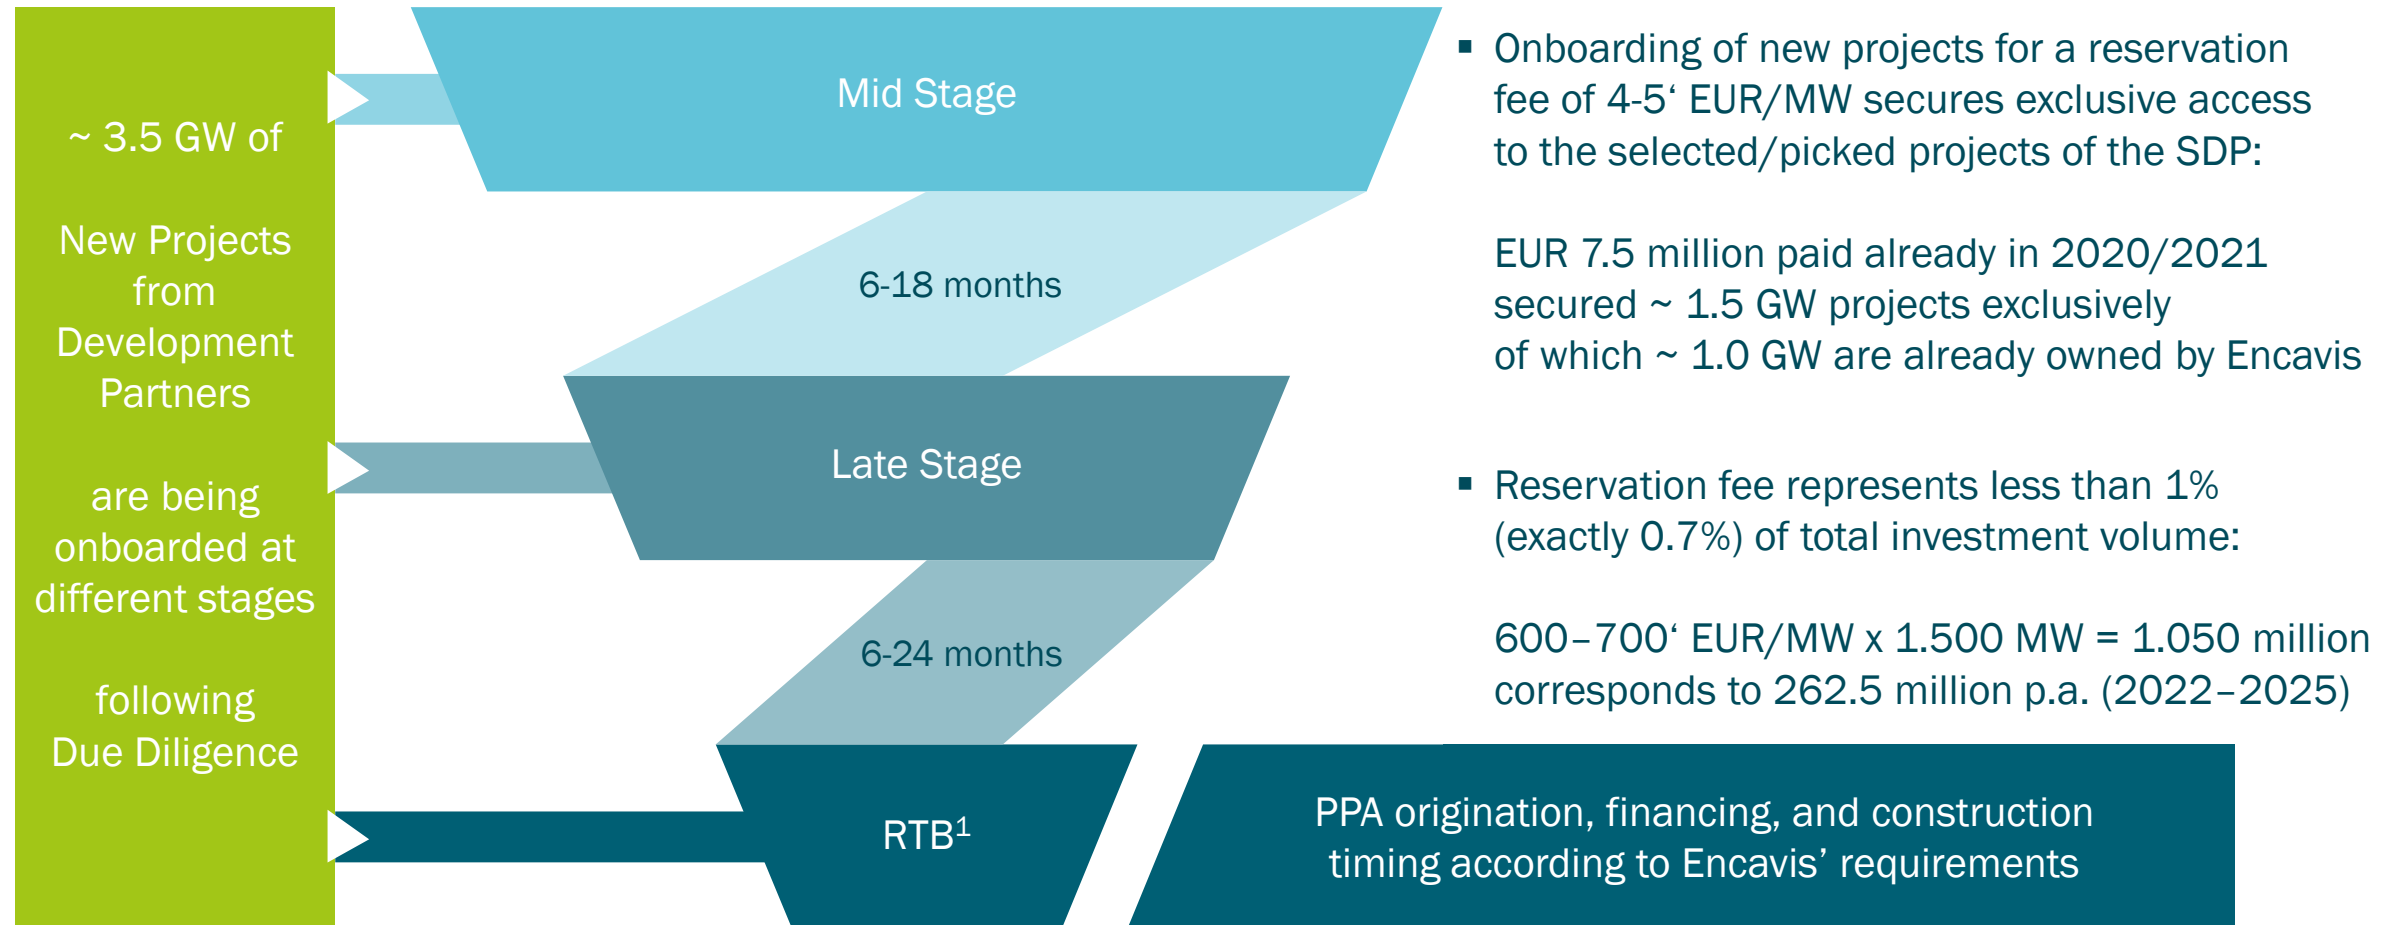 ~ 3.5 GW of
New Projects
from
Development
Partners
are being
onboarded at
different stages
following
Due Diligence
Mid Stage
6-18 months
Late Stage
6-24 months
RTB¹
▪ Onboarding of new projects for a reservation
fee of 4-5‘ EUR/MW secures exclusive access
to the selected/picked projects of the SDP:
EUR 7.5 million paid already in 2020/2021
secured ~ 1.5 GW projects exclusively
of which ~ 1.0 GW are already owned by Encavis
▪ Reservation fee represents less than 1%
(exactly 0.7%) of total investment volume:
600–700‘ EUR/MW x 1.500 MW = 1.050 million
corresponds to 262.5 million p.a. (2022–2025)
PPA origination, financing, and construction
timing according to Encavis’ requirements